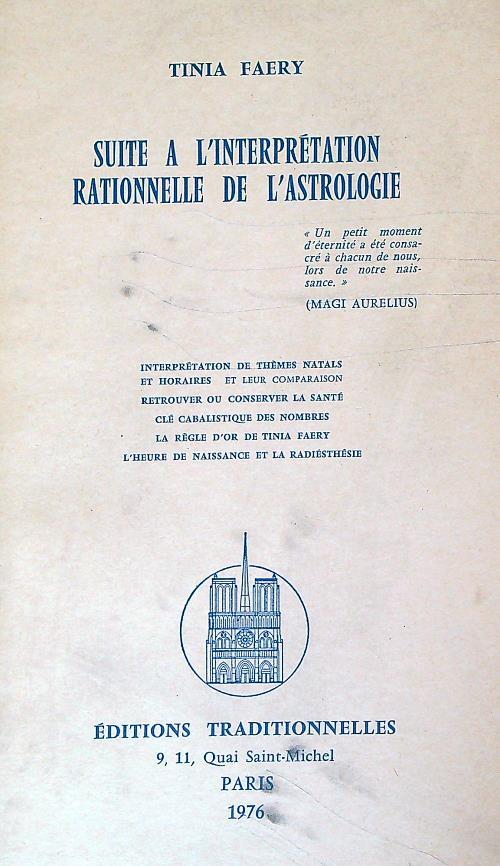 TINIA FAERY
SUITE A L'INTERPRÉTATION
RATIONNELLE DE L'ASTROLOGIE
« Un petit moment
d'éternité a été consa-
cré à chacun de nous,
lors de notre nais-
sance. »
(MAGI AURELIUS)
INTERPRÉTATION DE THÈMES NATALS
ET HORAIRES ET LEUR COMPARAISON
RETROUVER OU CONSERVER LA SANTÉ
CLÉ CABALISTIQUE DES NOMBRES
LA RÈGLE D'OR DE TINIA FAERY
L'HEURE DE NAISSANCE ET LA RADIÉSTHÉSIE
ÉDITIONS TRADITIONNELLES
9, 11, Quai Saint-Michel
PARIS
1976